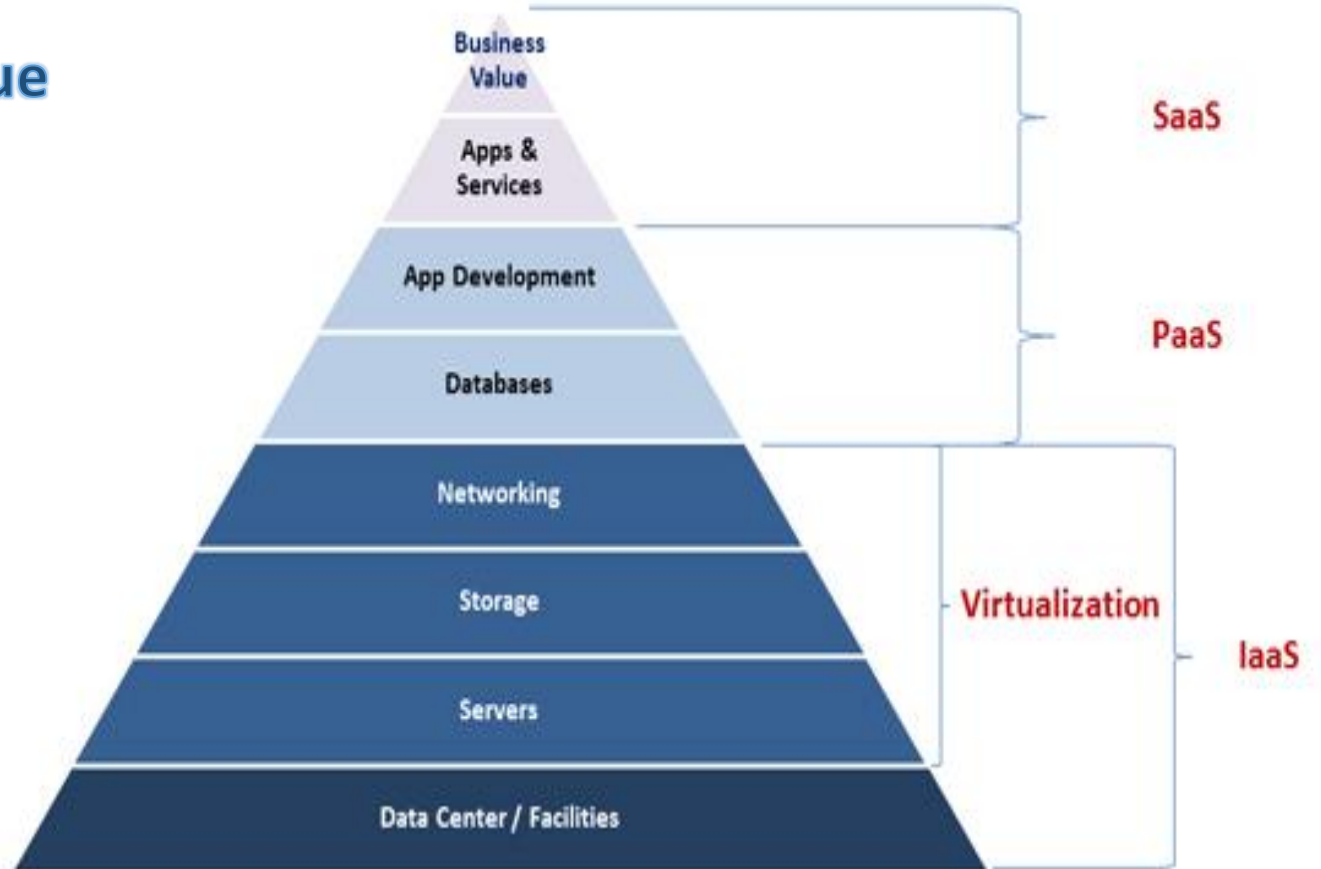 ue
Business
Value
SaaS
Apps &
Services
App Development
PaaS
Databases
Networking
Storage
Virtualization
IaaS
Servers
Data Center / Facilities